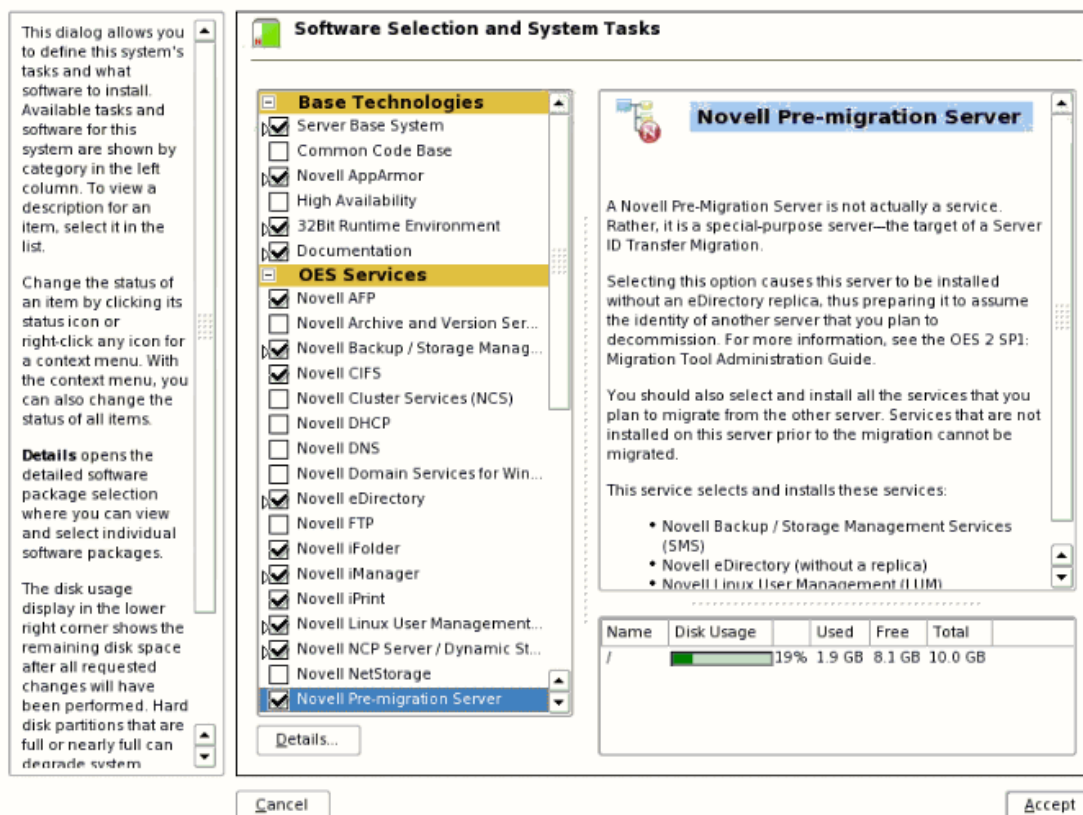 This dialog allows you
to define this system's
tasks and what
software to install.
Available tasks and
software for this
system are shown by
category in the left
column. To view a
description for an
item, select it in the
list.
Change the status of
an item by clicking its
status icon or
right-click any icon for
a context menu. With
the context menu, you
can also change the
status of all items.
Details opens the
detailed software
package selection
where you can view
and select individual
software packages.
The disk usage
display in the lower
right corner shows the
remaining disk space
after all requested
changes will have
been performed. Hard
disk partitions that are
full or nearly full can
degrade system
Software Selection and System Tasks
Base Technologies
Server Base System
Common Code Base
Novell AppArmor
High Availability
32Bit Runtime Environment
Documentation
OES Services
Novell AFP
Novell Archive and Version Ser...
Novell Backup / Storage Manag...
Novell CIFS
Novell Cluster Services (NCS)
Novell DHCP
Novell DNS
Novell Domain Services for Win...
Novell eDirectory
Novell FTP
Novell iFolder
Novell iManager
Novell iPrint
Novell Linux User Management...
Novell NCP Server / Dynamic St...
Novell NetStorage
Novell Pre-migration Server
Details...
Novell Pre-migration Server
A Novell Pre-Migration Server is not actually a service.
Rather, it is a special-purpose server—the target of a Server
ID Transfer Migration.
Selecting this option causes this server to be installed
without an eDirectory replica, thus preparing it to assume
the identity of another server that you plan to
decommission. For more information, see the OES 2 SP1:
Migration Tool Administration Guide.
You should also select and install all the services that you
plan to migrate from the other server. Services that are not
installed on this server prior to the migration cannot be
migrated.
This service selects and installs these services:
• Novell Backup / Storage Management Services
(SMS)
• Novell eDirectory (without a replica)
• Novell Linux User Management (LUM)
Name Disk Usage Used Free Total
/ 19% 1.9 GB 8.1 GB 10.0 GB
Cancel
Accept